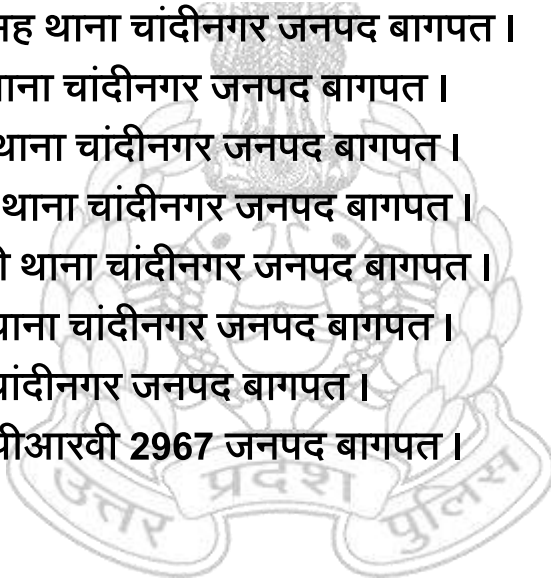 थाना चांदीनगर जनपद बागपत ।
थाना चांदीनगर जनपद बागपत ।
थाना चांदीनगर जनपद बागपत ।
थाना चांदीनगर जनपद बागपत ।
थाना चांदीनगर जनपद बागपत ।
थाना चांदीनगर जनपद बागपत ।
चांदीनगर जनपद बागपत ।
पीआरवी 2967 जनपद बागपत ।
उत्तर प्रदेश पुलिस